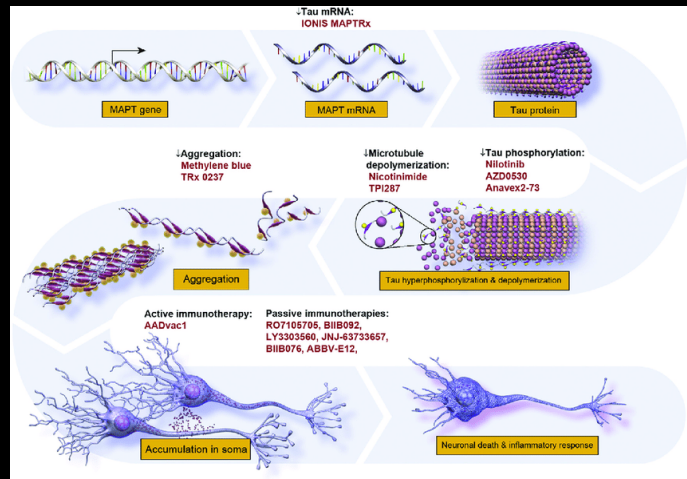 ↓Tau mRNA:
IONIS MAPTRx
MAPT gene
MAPT mRNA
Tau protein
↓Aggregation:
Methylene blue
TRx 0237
↓Microtubule
depolymerization:
Nicotinimide
TPI287
↓Tau phosphorylation:
Nilotinib
AZD0530
Anavex2-73
Aggregation
Tau hyperphosphorylization & depolymerization
Active immunotherapy:
AADvac1
Passive immunotherapies:
RO7105705, BIIB092,
LY3303560, JNJ-63733657,
BIIB076, ABBV-E12,
Accumulation in soma
Neuronal death & inflammatory response